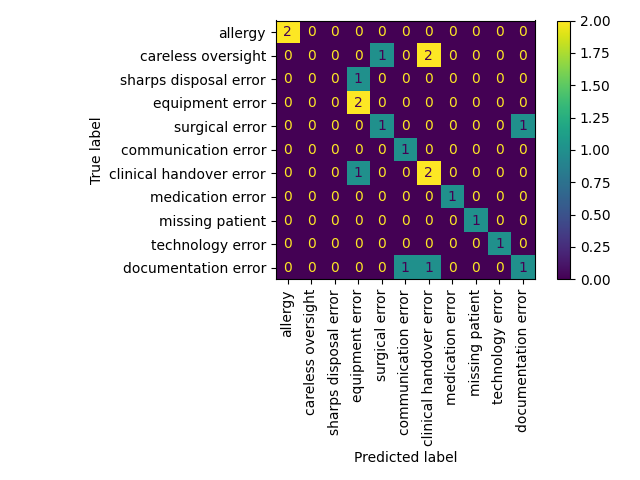 True label
allergy 2 0 0 0 0 0 0 0 0 0 0
careless oversight 0 0 0 0 1 0 2 0 0 0 0
sharps disposal error 0 0 0 1 0 0 0 0 0 0 0
equipment error 0 0 0 2 0 0 0 0 0 0 0
surgical error 0 0 0 0 1 0 0 0 0 0 1
communication error 0 0 0 0 0 1 0 0 0 0 0
clinical handover error 0 0 0 1 0 0 2 0 0 0 0
medication error 0 0 0 0 0 0 0 1 0 0 0
missing patient 0 0 0 0 0 0 0 0 1 0 0
technology error 0 0 0 0 0 0 0 0 0 1 0
documentation error 0 0 0 0 0 1 1 0 0 0 1
allergy
careless oversight
sharps disposal error
equipment error
surgical error
communication error
clinical handover error
medication error
missing patient
technology error
documentation error
Predicted label
2.00
1.75
1.50
1.25
1.00
0.75
0.50
0.25
0.00